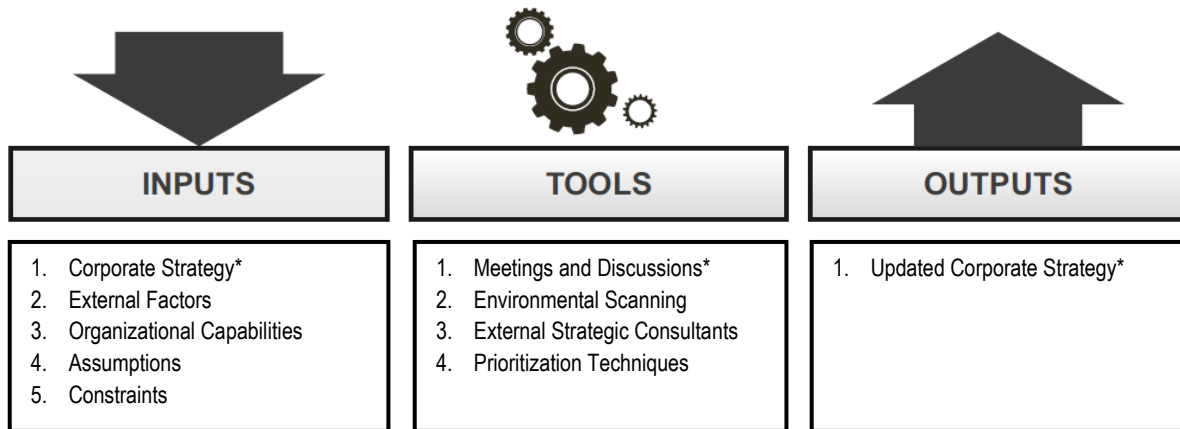 INPUTS
1. Corporate Strategy*
2. External Factors
3. Organizational Capabilities
4. Assumptions
5. Constraints
TOOLS
1. Meetings and Discussions*
2. Environmental Scanning
3. External Strategic Consultants
4. Prioritization Techniques
OUTPUTS
1. Updated Corporate Strategy*